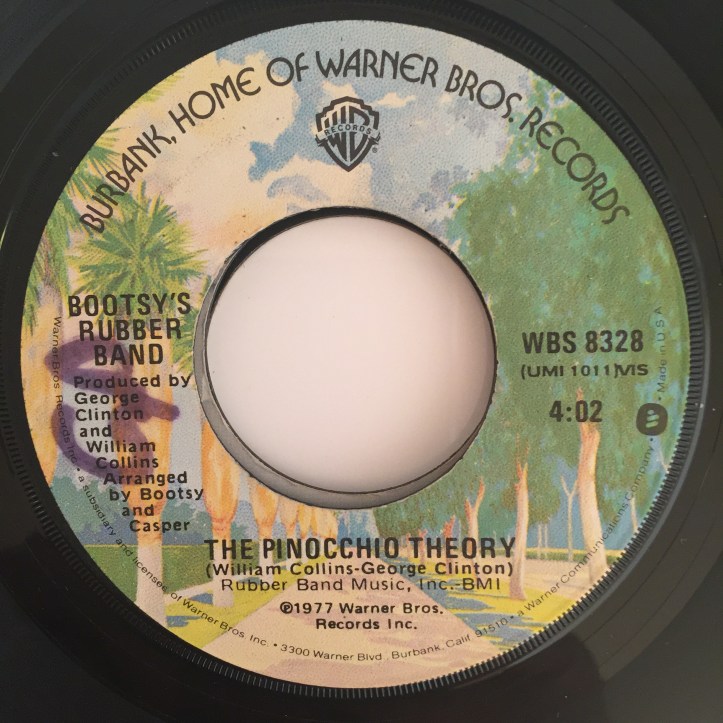 BURBANK, HOME OF WARNER BROS. RECORDS
WB
RECORDS
®
BOOTSY'S
RUBBER
BAND
Produced by
George
Clinton
and
William
Collins
Arranged
by Bootsy
and
Casper
WBS 8328
(UMI 1011)MS
4:02
THE PINOCCHIO THEORY
(William Collins-George Clinton)
Rubber Band Music, Inc.-BMI
℗1977 Warner Bros.
Records Inc.
Warner Bros. Records Inc. • a subsidiary and licensee of Warner Bros. Inc. • 3300 Warner Blvd., Burbank, Calif. 91510 • a Warner Communications Company • Made in U.S.A.